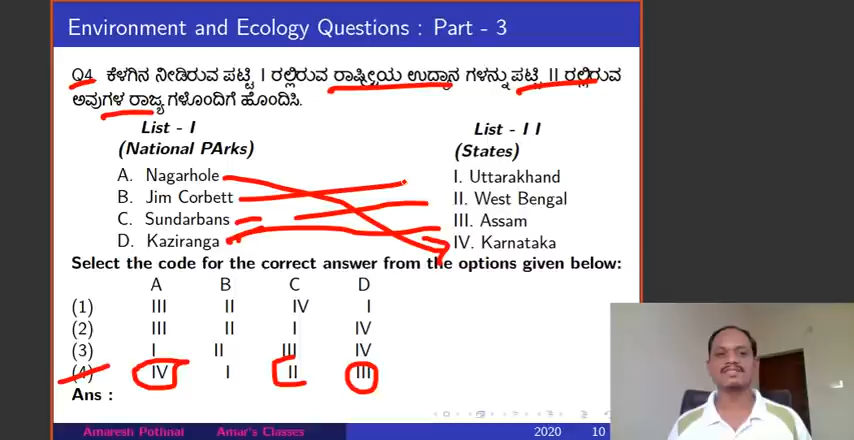 Environment and Ecology Questions : Part - 3
Q4. ಕೆಳಗಿನ ನೀಡಿರುವ ಪಟ್ಟಿ I ರಲ್ಲಿರುವ ರಾಷ್ಟ್ರೀಯ ಉದ್ಯಾನ ಗಳನ್ನು ಪಟ್ಟಿ II ರಲ್ಲಿರುವ
ಅವುಗಳ ರಾಜ್ಯ ಗಳೊಂದಿಗೆ ಹೊಂದಿಸಿ.
List - I List - I I
(National PArks) (States)
A. Nagarhole I. Uttarakhand
B. Jim Corbett II. West Bengal
C. Sundarbans III. Assam
D. Kaziranga IV. Karnataka
Select the code for the correct answer from the options given below:
A B C D
(1) III II IV I
(2) III II I IV
(3) I II III IV
(4) IV I II III
Ans :
Amaresh Pothnal Amar's Classes 2020 10